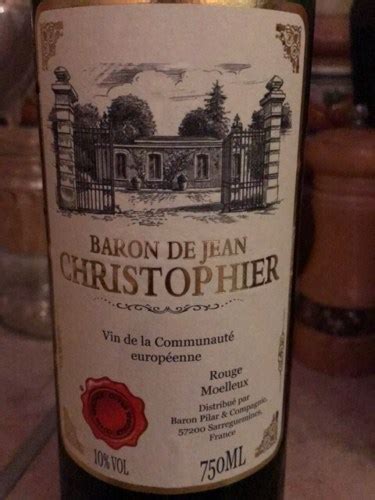 BARON DE JEAN
CHRISTOPHIER
Vin de la Communauté
européenne
Rouge
Moelleux
Distribué par
Baron Pilar & Compagnie,
57200 Sarreguemines,
France
10% VOL
750ML